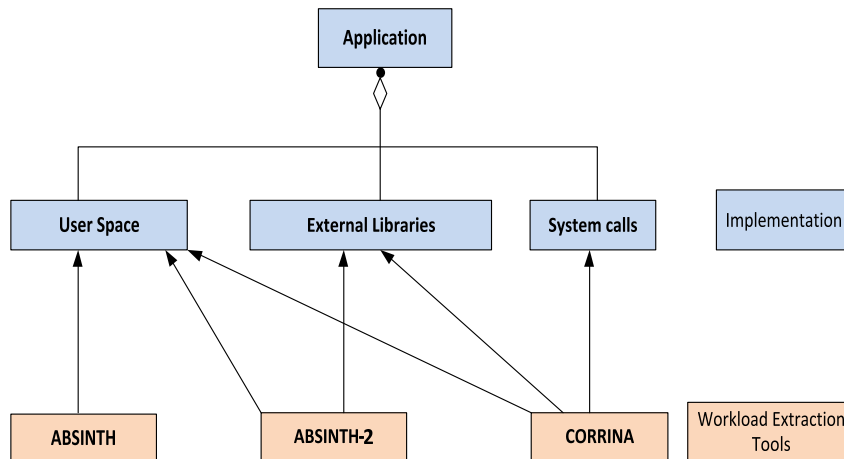 Application
User Space
External Libraries
System calls
Implementation
ABSINTH
ABSINTH-2
CORRINA
Workload Extraction
Tools